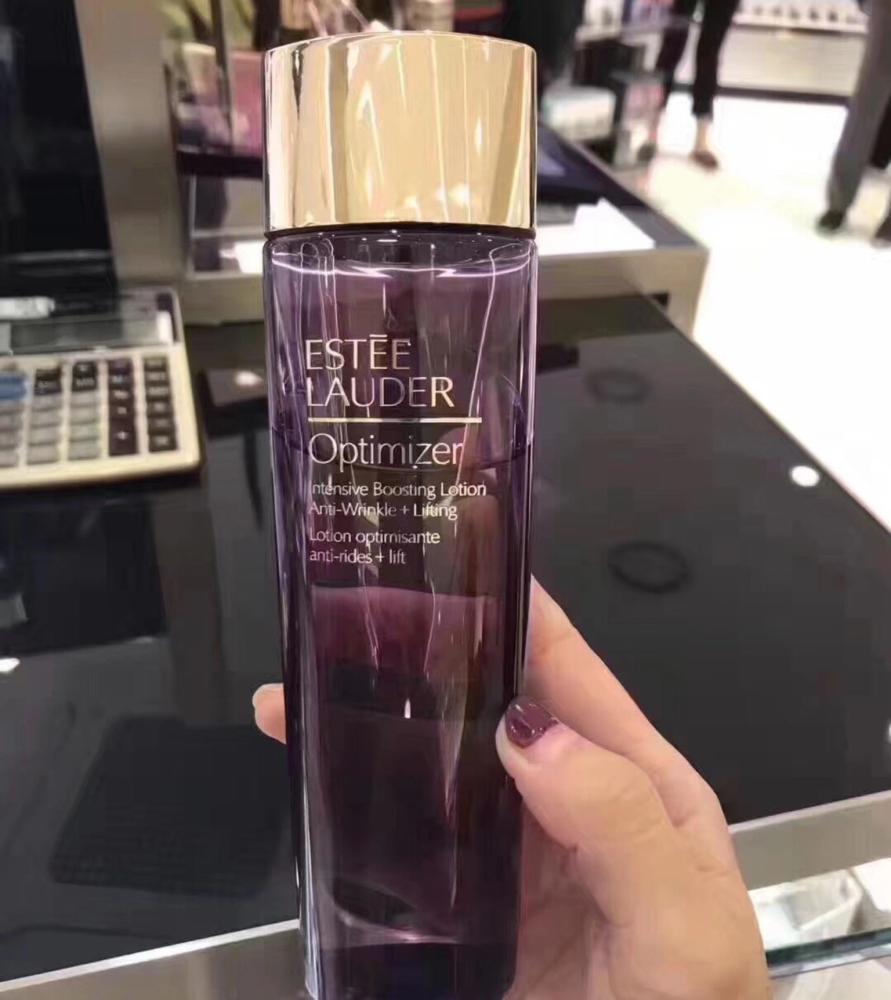 ESTĒE
LAUDER
Optimizer
Intensive Boosting Lotion
Anti-Wrinkle + Lifting
Lotion optimisante
anti-rides + lift